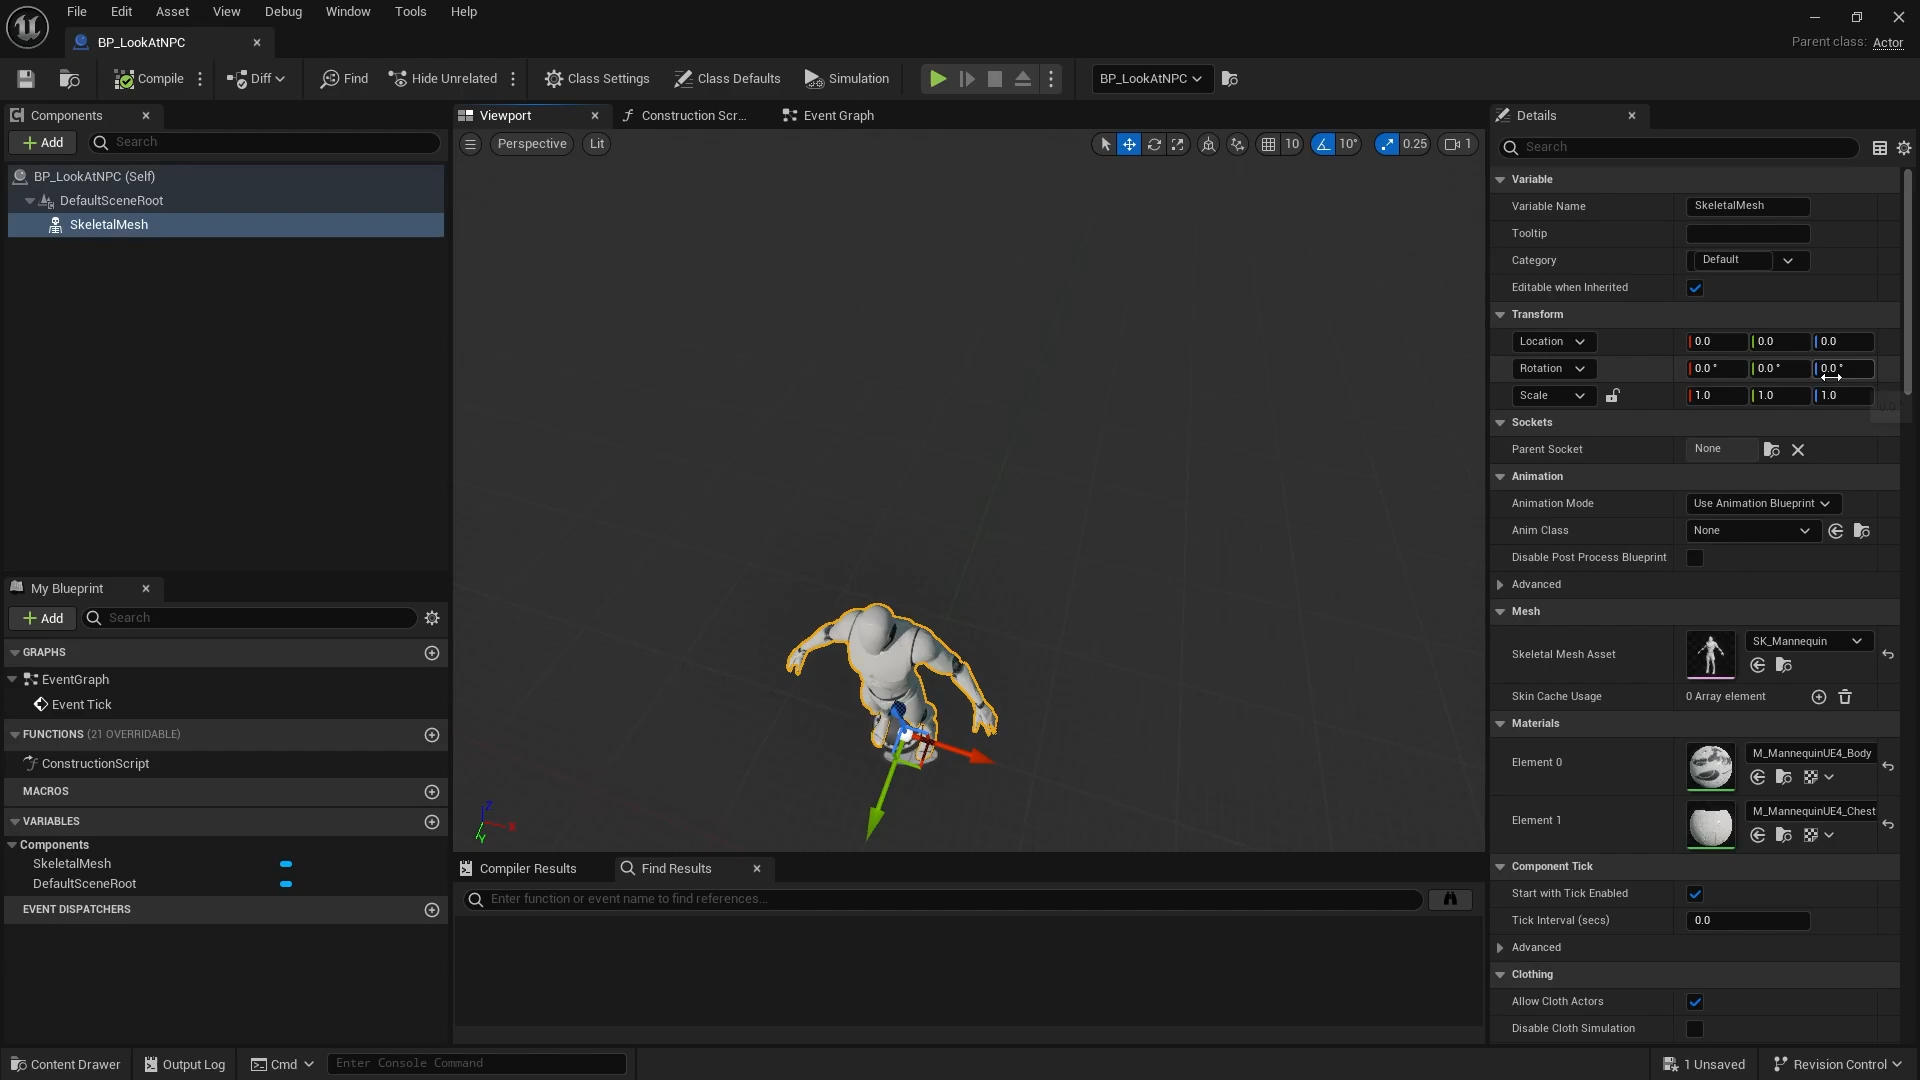 File Edit Asset View Debug Window Tools Help
BP_LookAtNPC
Parent class: Actor
Compile Diff Find Hide Unrelated Class Settings Class Defaults Simulation BP_LookAtNPC
Components
Add Search
BP_LookAtNPC (Self)
DefaultSceneRoot
SkeletalMesh
My Blueprint
Add Search
GRAPHS
EventGraph
Event Tick
FUNCTIONS (21 OVERRIDABLE)
ConstructionScript
MACROS
VARIABLES
Components
SkeletalMesh
DefaultSceneRoot
EVENT DISPATCHERS
Viewport Construction Scr... Event Graph
Perspective Lit 10 10° 0.25 1
Z
X
Y
Compiler Results Find Results
Enter function or event name to find references...
Details
Search
Variable
Variable Name SkeletalMesh
Tooltip
Category Default
Editable when Inherited
Transform
Location 0.0 0.0 0.0
Rotation 0.0 ° 0.0 ° 0.0 °
Scale 1.0 1.0 1.0
Sockets
Parent Socket None
Animation
Animation Mode Use Animation Blueprint
Anim Class None
Disable Post Process Blueprint
Advanced
Mesh
Skeletal Mesh Asset SK_Mannequin
Skin Cache Usage 0 Array element
Materials
Element 0 M_MannequinUE4_Body
Element 1 M_MannequinUE4_Chest
Component Tick
Start with Tick Enabled
Tick Interval (secs) 0.0
Advanced
Clothing
Allow Cloth Actors
Disable Cloth Simulation
Content Drawer Output Log Cmd Enter Console Command 1 Unsaved Revision Control